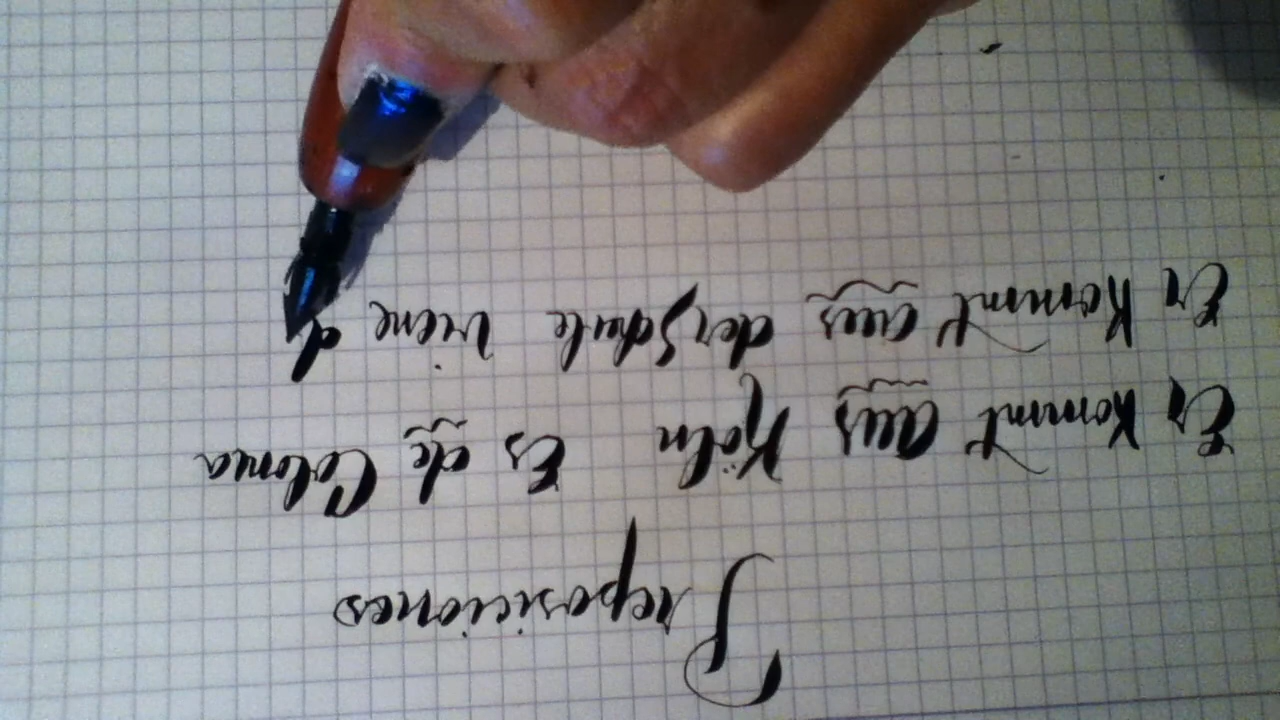 Preposiciones
Er kommt aus Köln Es de Colonia
Er kommt aus der Schule Viene d